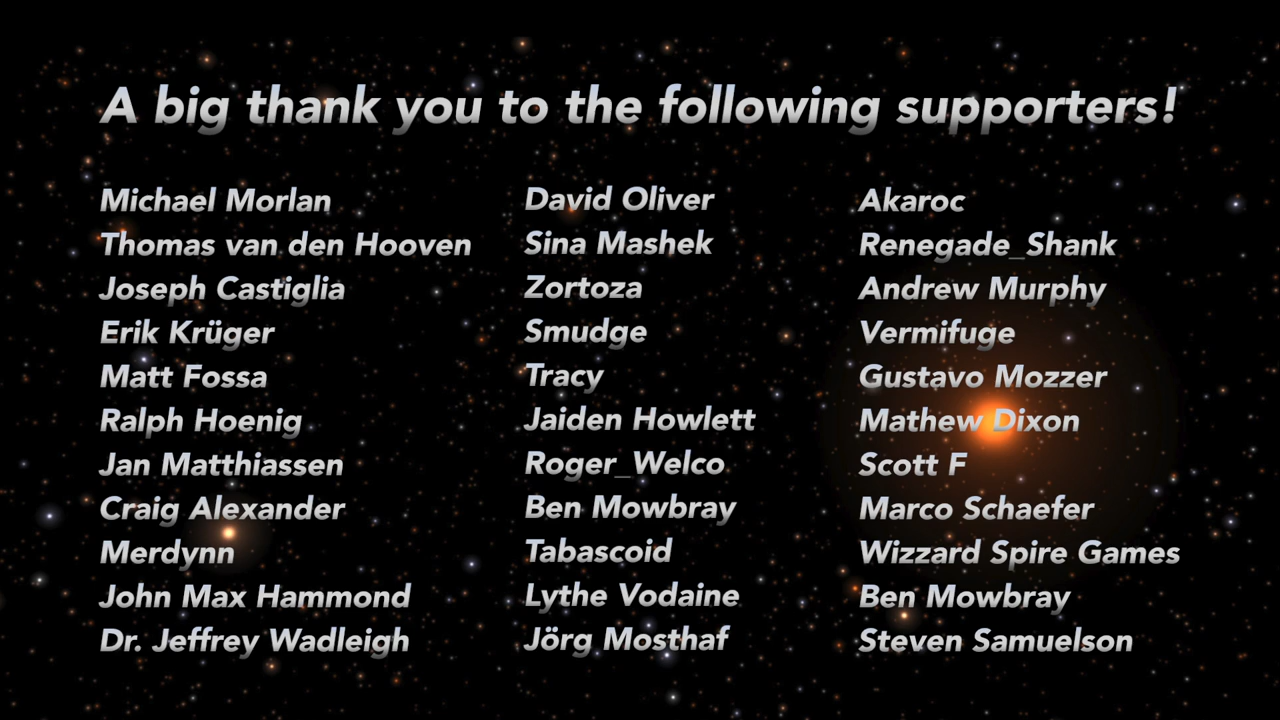 A big thank you to the following supporters!
Michael Morlan
Thomas van den Hooven
Joseph Castiglia
Erik Krüger
Matt Fossa
Ralph Hoenig
Jan Matthiassen
Craig Alexander
Merdynn
John Max Hammond
Dr. Jeffrey Wadleigh
David Oliver
Sina Mashek
Zortoza
Smudge
Tracy
Jaiden Howlett
Roger_Welco
Ben Mowbray
Tabascoid
Lythe Vodaine
Jörg Mosthaf
Akaroc
Renegade_Shank
Andrew Murphy
Vermifuge
Gustavo Mozzer
Mathew Dixon
Scott F
Marco Schaefer
Wizzard Spire Games
Ben Mowbray
Steven Samuelson